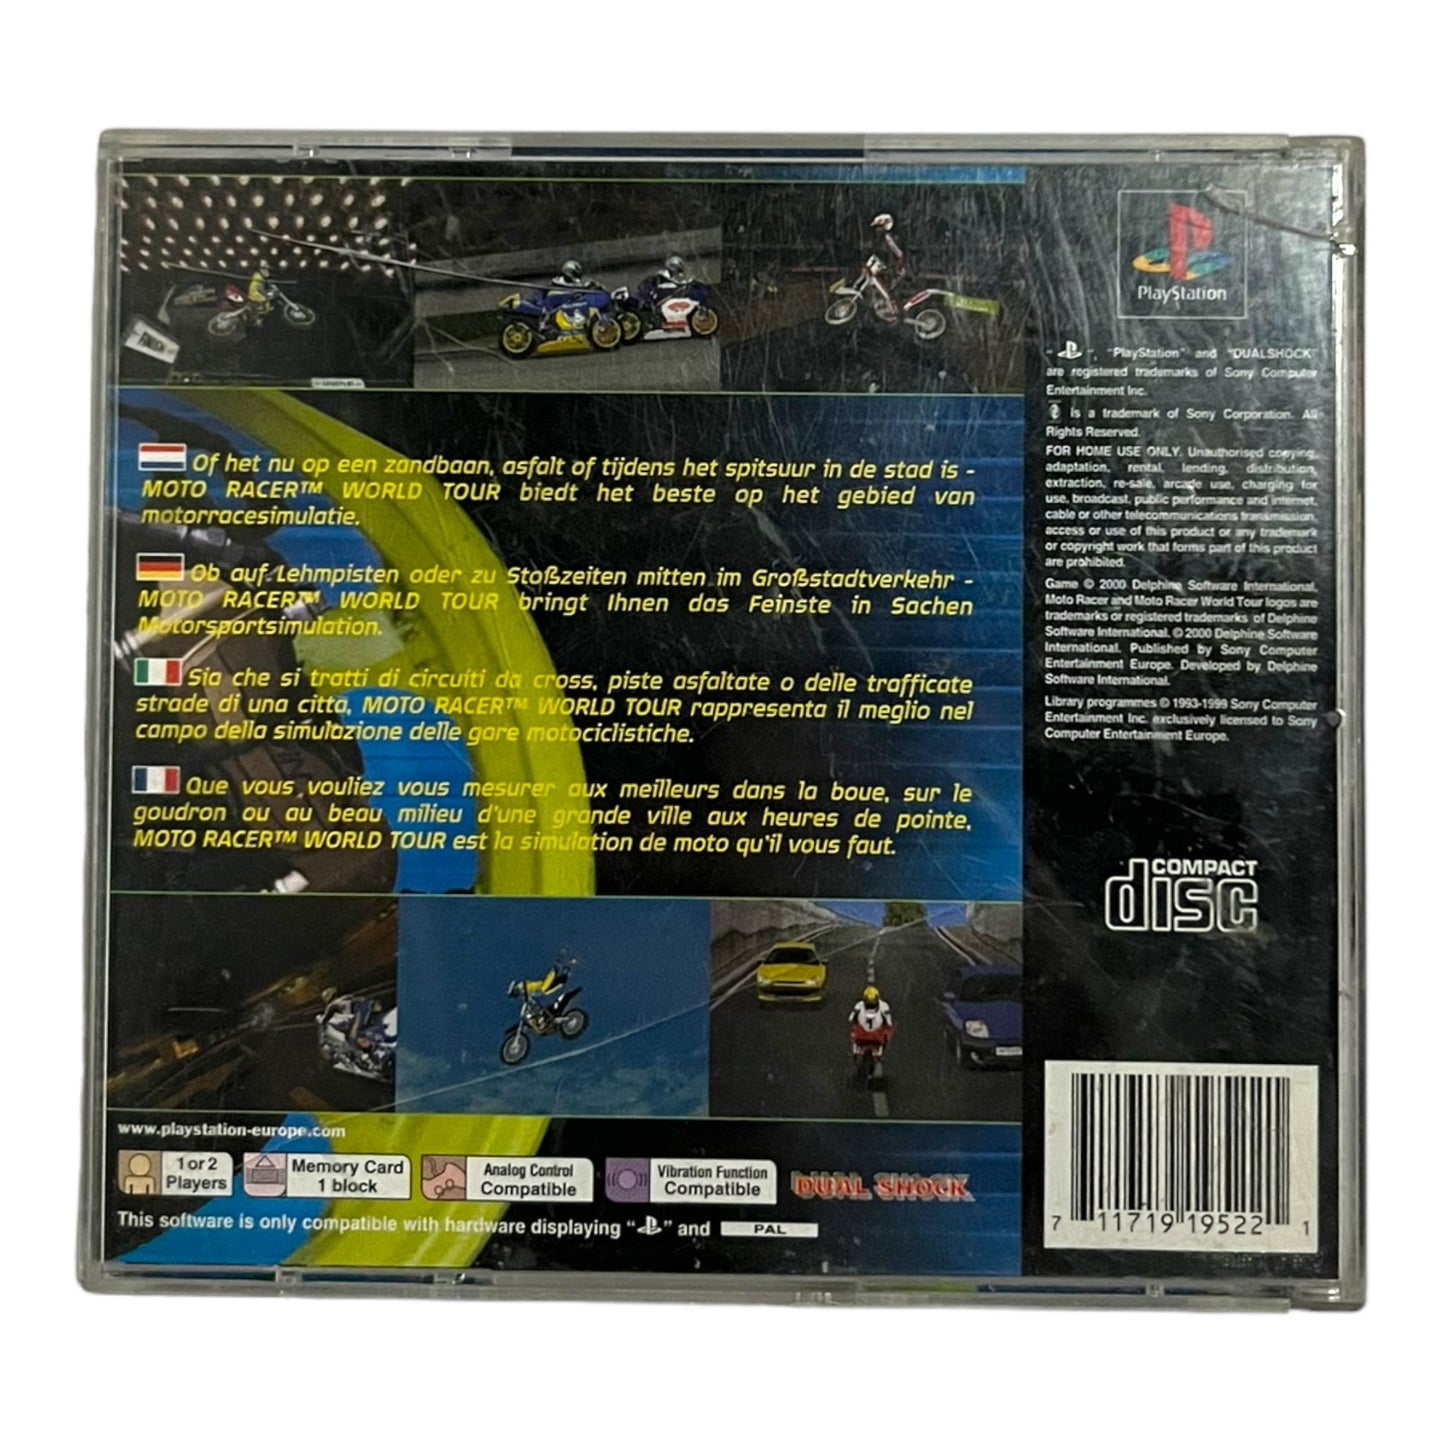 FINISH
Of het nu op een zandbaan, asfalt of tijdens het spitsuur in de stad is -
MOTO RACER™ WORLD TOUR biedt het beste op het gebied van
motorracesimulatie.
Ob auf Lehmpisten oder zu Stoßzeiten mitten im Großstadtverkehr -
MOTO RACER™ WORLD TOUR bringt Ihnen das Feinste in Sachen
Motorsportsimulation.
Sia che si tratti di circuiti da cross, piste asfaltate o delle trafficate
strade di una città, MOTO RACER™ WORLD TOUR rappresenta il meglio nel
campo della simulazione delle gare motociclistiche.
Que vous vouliez vous mesurer aux meilleurs dans la boue, sur le
goudron ou au beau milieu d'une grande ville aux heures de pointe,
MOTO RACER™ WORLD TOUR est la simulation de moto qu'il vous faut.
www.playstation-europe.com
1 or 2
Players
Memory Card
1 block
Analog Control
Compatible
Vibration Function
Compatible
DUAL SHOCK
This software is only compatible with hardware displaying " " and PAL
PlayStation
" ", "PlayStation" and "DUALSHOCK"
are registered trademarks of Sony Computer
Entertainment Inc.
is a trademark of Sony Corporation. All
Rights Reserved.
FOR HOME USE ONLY. Unauthorised copying,
adaptation, rental, lending, distribution,
extraction, re-sale, arcade use, charging for
use, broadcast, public performance and internet,
cable or other telecommunications transmission,
access or use of this product or any trademark
or copyright work that forms part of this product
are prohibited.
Game © 2000 Delphine Software International.
Moto Racer and Moto Racer World Tour logos are
trademarks or registered trademarks of Delphine
Software International. © 2000 Delphine Software
International. Published by Sony Computer
Entertainment Europe. Developed by Delphine
Software International.
Library programmes © 1993-1999 Sony Computer
Entertainment Inc. exclusively licensed to Sony
Computer Entertainment Europe.
COMPACT
disc
7 11719 19522 1